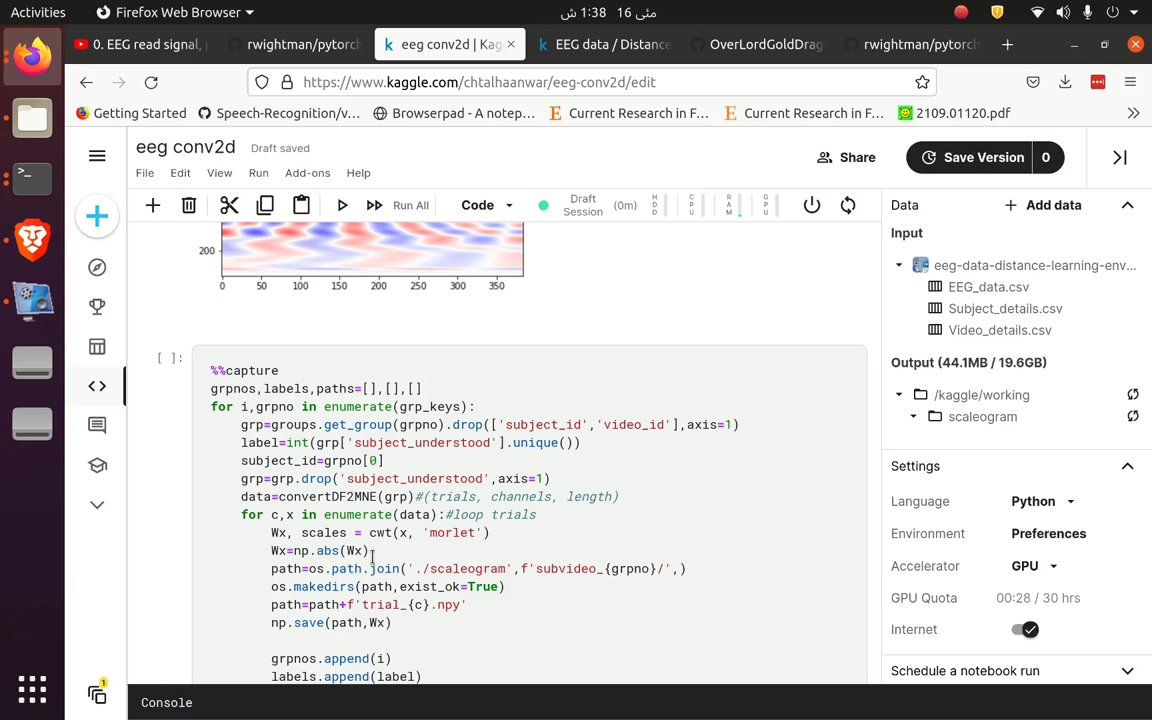 Activities
Firefox Web Browser
مئی 16 1:38 ش
0. EEG read signal,
rwightman/pytorch
eeg conv2d | Kag
EEG data / Distance
OverLordGoldDrag
rwightman/pytorch
https://www.kaggle.com/chtalhaanwar/eeg-conv2d/edit
Getting Started
Speech-Recognition/v...
Browserpad - A notep...
Current Research in F...
Current Research in F...
2109.01120.pdf
eeg conv2d
Draft saved
Share
Save Version
0
File
Edit
View
Run
Add-ons
Help
Run All
Code
Draft
Session
(0m)
HDD
CPU
RAM
GPU
200
0
50
100
150
200
250
300
350
[ ]:
%%capture
grpnos,labels,paths=[],[],[]
for i,grpno in enumerate(grp_keys):
    grp=groups.get_group(grpno).drop(['subject_id','video_id'],axis=1)
    label=int(grp['subject_understood'].unique())
    subject_id=grpno[0]
    grp=grp.drop('subject_understood',axis=1)
    data=convertDF2MNE(grp)#(trials, channels, length)
    for c,x in enumerate(data):#loop trials
        Wx, scales = cwt(x, 'morlet')
        Wx=np.abs(Wx)
        path=os.path.join('./scaleogram',f'subvideo_{grpno}/',)
        os.makedirs(path,exist_ok=True)
        path=path+f'trial_{c}.npy'
        np.save(path,Wx)
        grpnos.append(i)
        labels.append(label)
Console
Data
Add data
Input
eeg-data-distance-learning-env...
EEG_data.csv
Subject_details.csv
Video_details.csv
Output (44.1MB / 19.6GB)
/kaggle/working
scaleogram
Settings
Language
Python
Environment
Preferences
Accelerator
GPU
GPU Quota
00:28 / 30 hrs
Internet
Schedule a notebook run
1